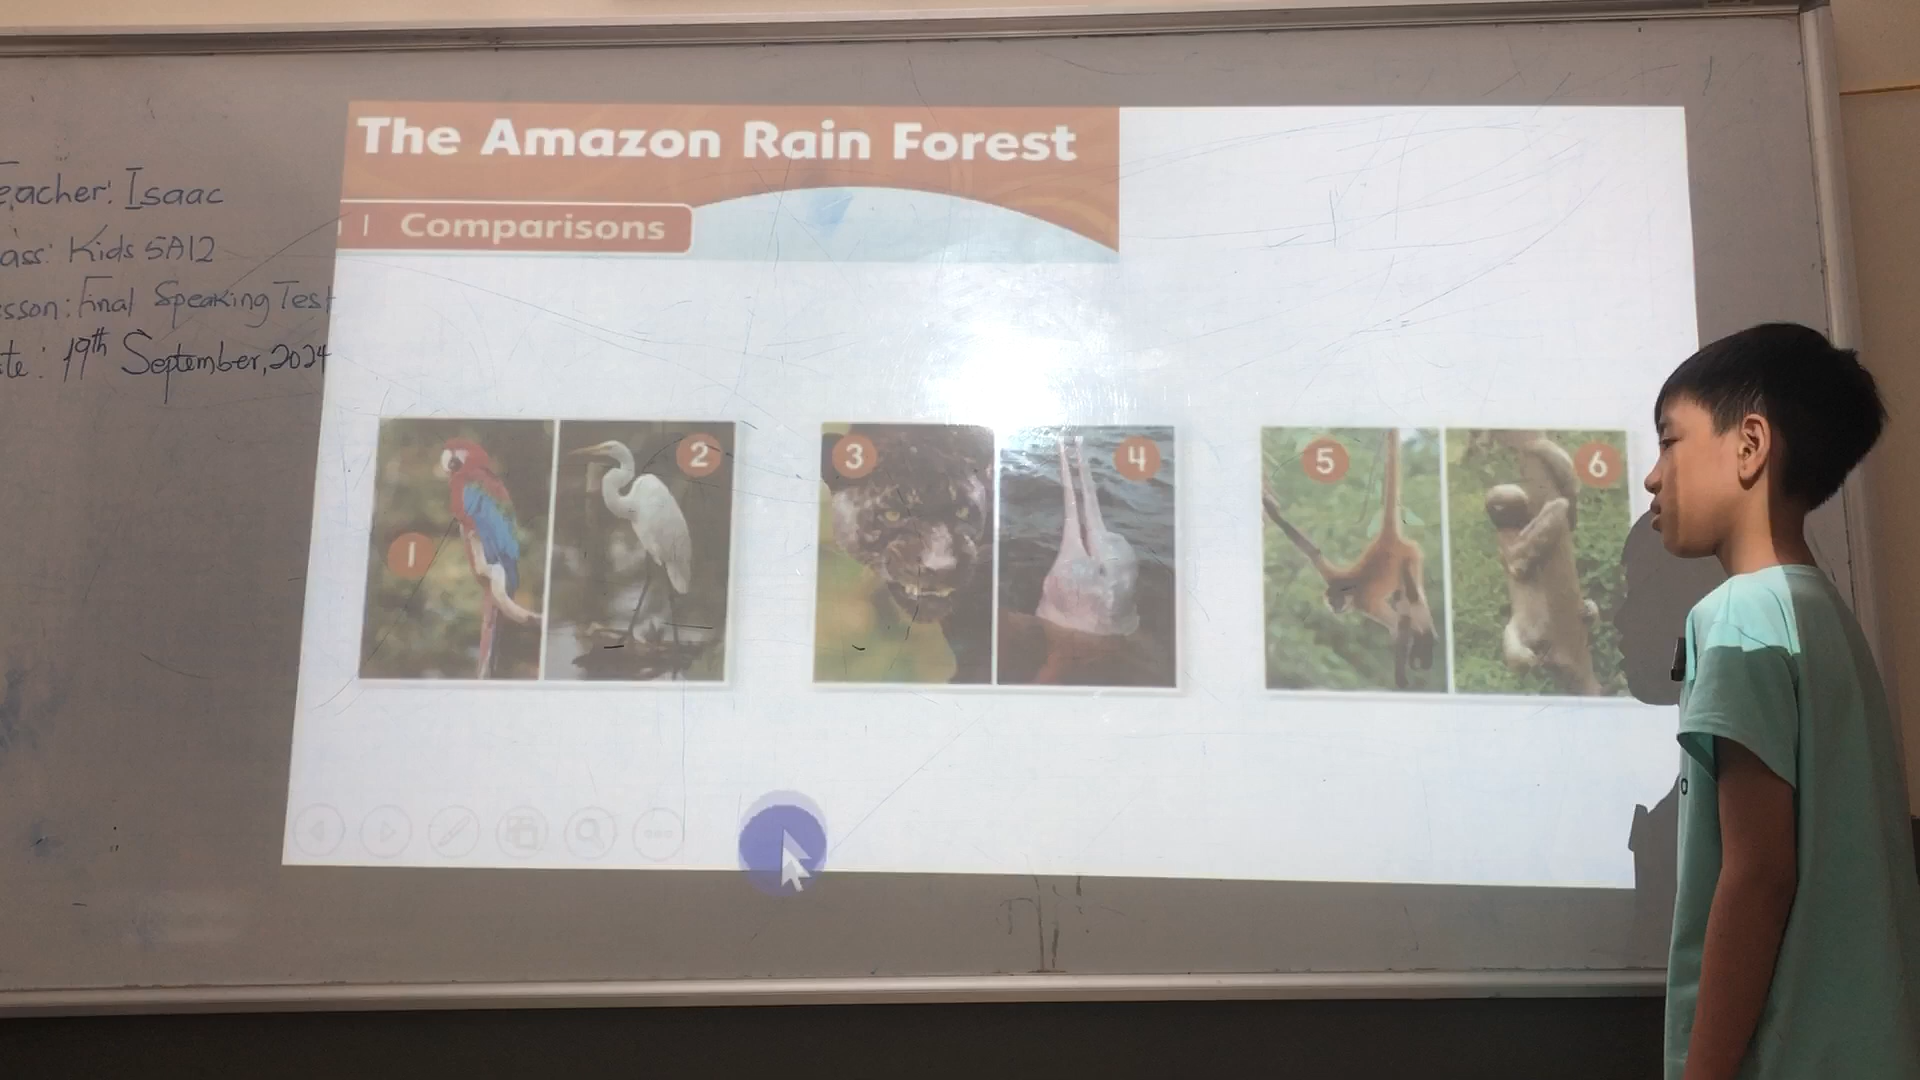 The Amazon Rain Forest
1 Comparisons
eacher: Isaac
ass: Kids 5A12
sson: Final Speaking Test
te: 19th September, 2024
1
2
3
4
5
6